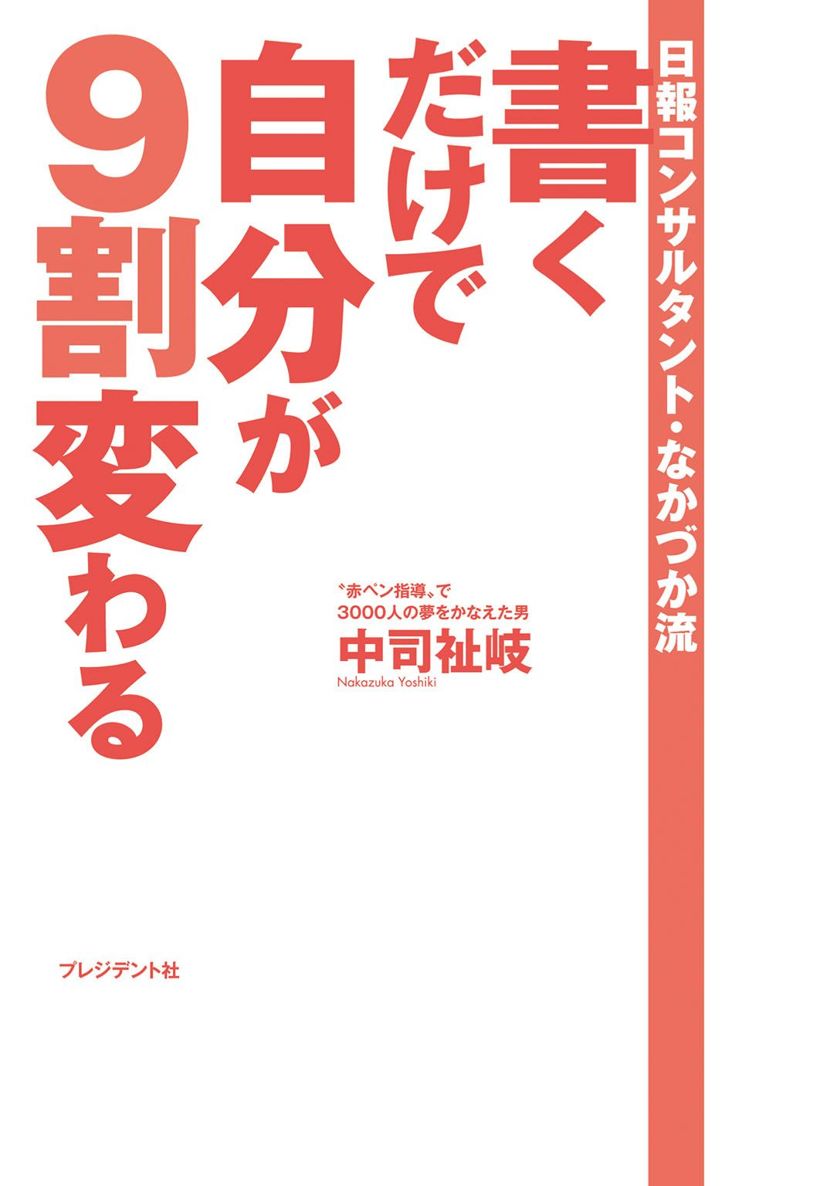 日報コンサルタント・なかづか流
書く
だけで
自分が
9割変わる
〝赤ペン指導〟で
3000人の夢をかなえた男
中司祉岐
Nakazuka Yoshiki
プレジデント社